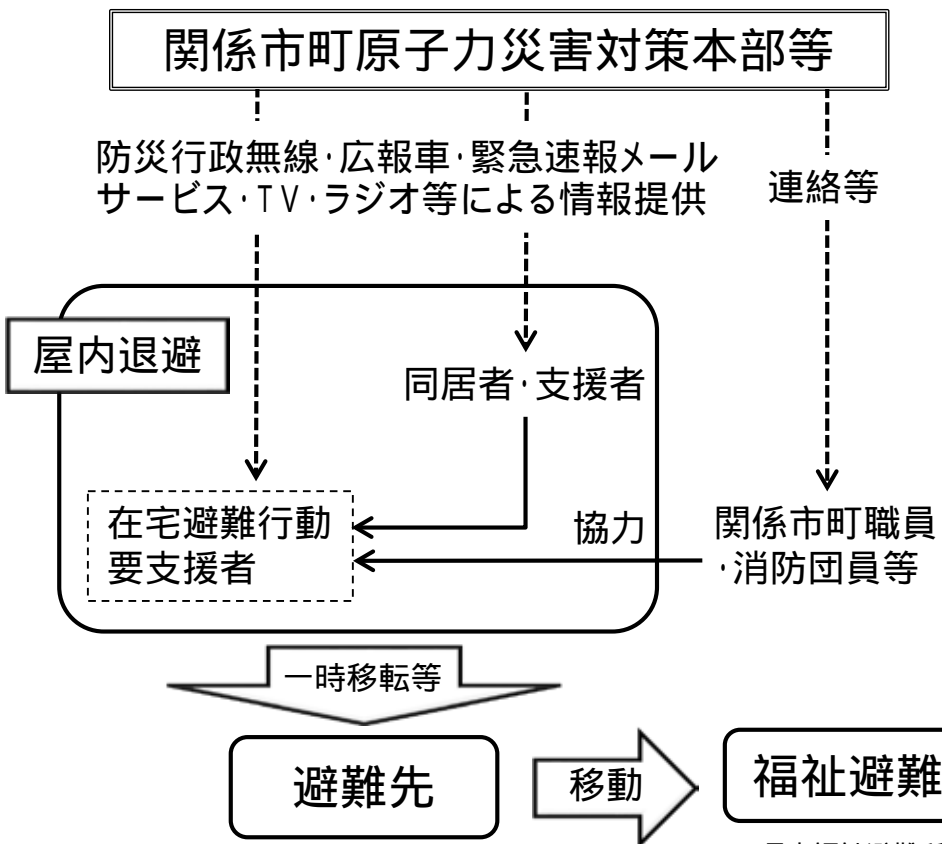 関係市町原子力災害対策本部等
防災行政無線・広報車・緊急速報メール
サービス・TV・ラジオ等による情報提供
連絡等
屋内退避
同居者・支援者
在宅避難行動
要支援者
協力
関係市町職員
・消防団員等
一時移転等
避難先
移動
福祉避難